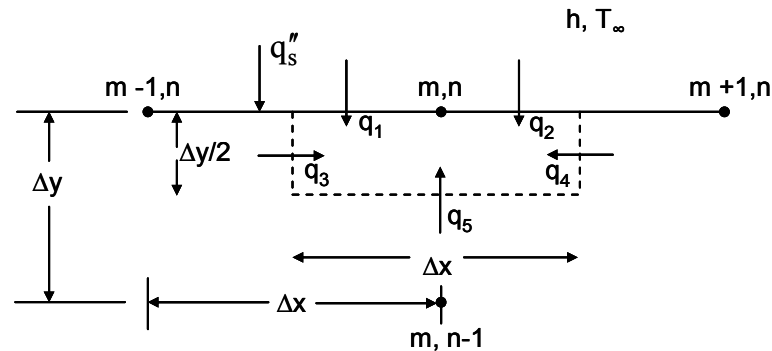 h, T∞
q″s
m -1,n
m,n
m +1,n
q1
q2
Δy/2
q3
q4
Δy
q5
Δx
Δx
m, n-1